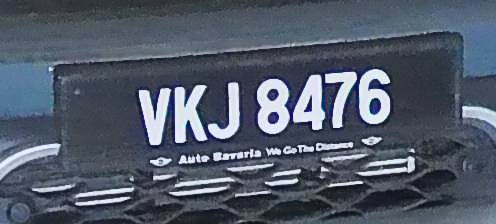 VKJ 8476
Auto Bavaria We Go The Distance